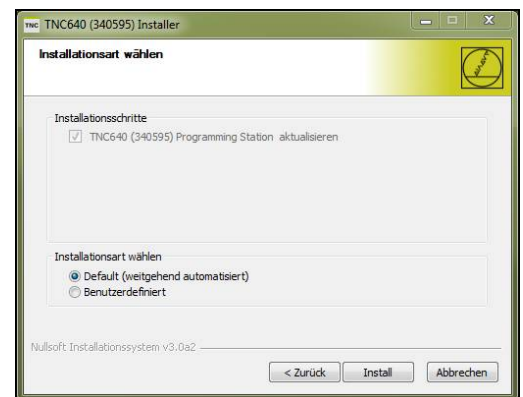 TNC TNC640 (340595) Installer
Installationsart wählen
Installationsschritte
TNC640 (340595) Programming Station aktualisieren
Installationsart wählen
Default (weitgehend automatisiert)
Benutzerdefiniert
Nullsoft Installationssystem v3.0a2
< Zurück Install Abbrechen